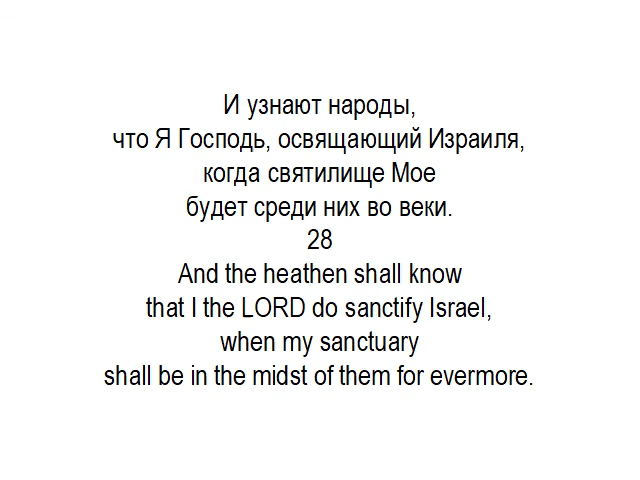 И узнают народы,
что Я Господь, освящающий Израиля,
когда святилище Мое
будет среди них во веки.
28
And the heathen shall know
that I the LORD do sanctify Israel,
when my sanctuary
shall be in the midst of them for evermore.